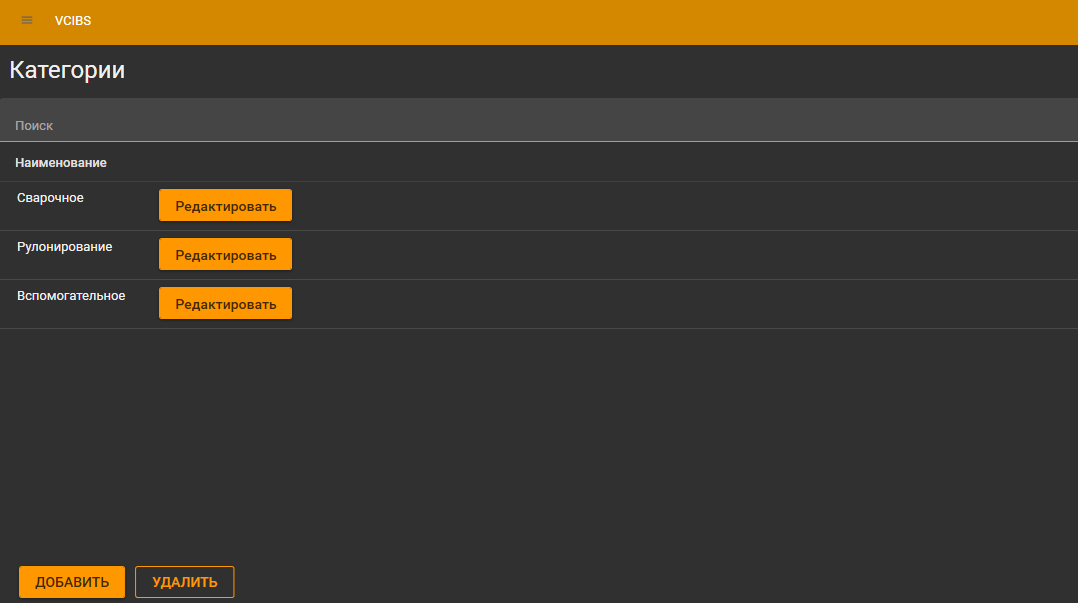 VCIBS
Категории
Поиск
Наименование
Сварочное Редактировать
Рулонирование Редактировать
Вспомогательное Редактировать
ДОБАВИТЬ УДАЛИТЬ